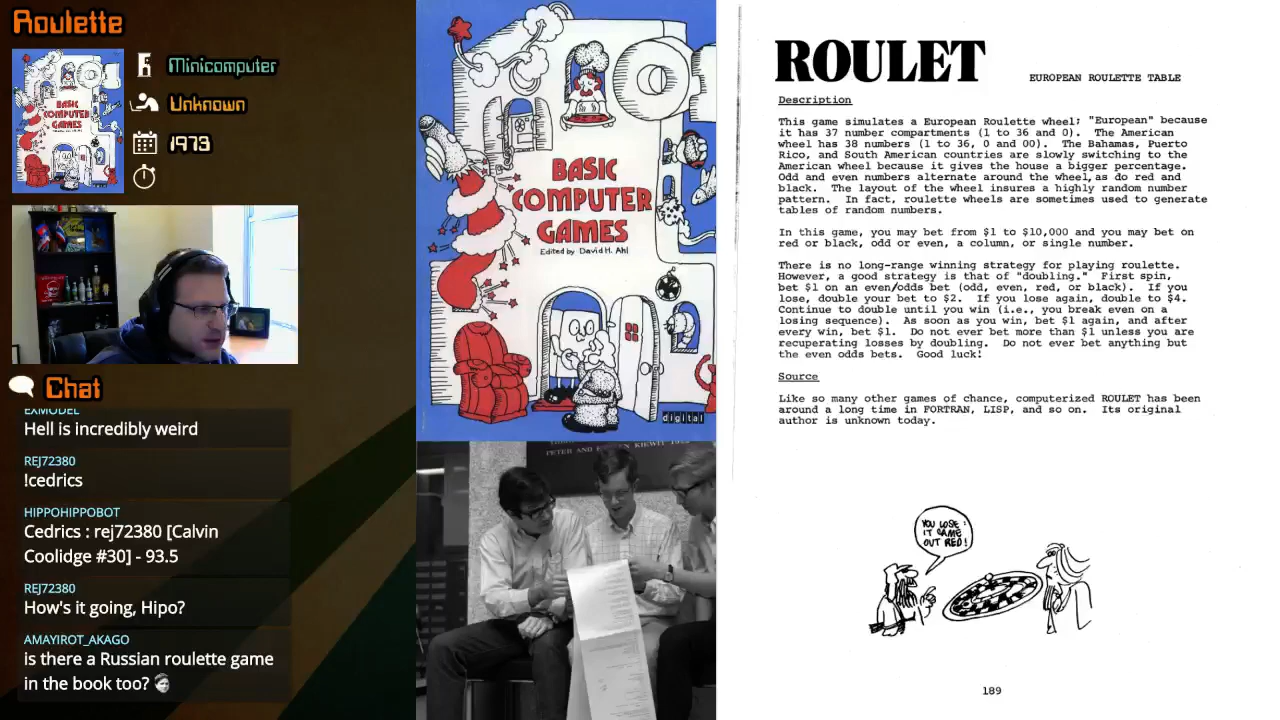 Roulette
Minicomputer
Unknown
1973
Chat
EXMODEL
Hell is incredibly weird
REJ72380
!cedrics
HIPPOHIPPOBOT
Cedrics : rej72380 [Calvin
Coolidge #30] - 93.5
REJ72380
How's it going, Hipo?
AMAYIROT_AKAGO
is there a Russian roulette game
in the book too?
BASIC
COMPUTER
GAMES
Edited by David H. Ahl
digital
ROULET
EUROPEAN ROULETTE TABLE
Description
This game simulates a European Roulette wheel; "European" because
it has 37 number compartments (1 to 36 and 0). The American
wheel has 38 numbers (1 to 36, 0 and 00). The Bahamas, Puerto
Rico, and South American countries are slowly switching to the
American wheel because it gives the house a bigger percentage.
Odd and even numbers alternate around the wheel, as do red and
black. The layout of the wheel insures a highly random number
pattern. In fact, roulette wheels are sometimes used to generate
tables of random numbers.
In this game, you may bet from $1 to $10,000 and you may bet on
red or black, odd or even, a column, or single number.
There is no long-range winning strategy for playing roulette.
However, a good strategy is that of "doubling." First spin,
bet $1 on an even/odds bet (odd, even, red, or black). If you
lose, double your bet to $2. If you lose again, double to $4.
Continue to double until you win (i.e., you break even on a
losing sequence). As soon as you win, bet $1 again, and after
every win, bet $1. Do not ever bet more than $1 unless you are
recuperating losses by doubling. Do not ever bet anything but
the even odds bets. Good luck!
Source
Like so many other games of chance, computerized ROULET has been
around a long time in FORTRAN, LISP, and so on. Its original
author is unknown today.
YOU LOSE:
IT CAME
OUT RED!
189